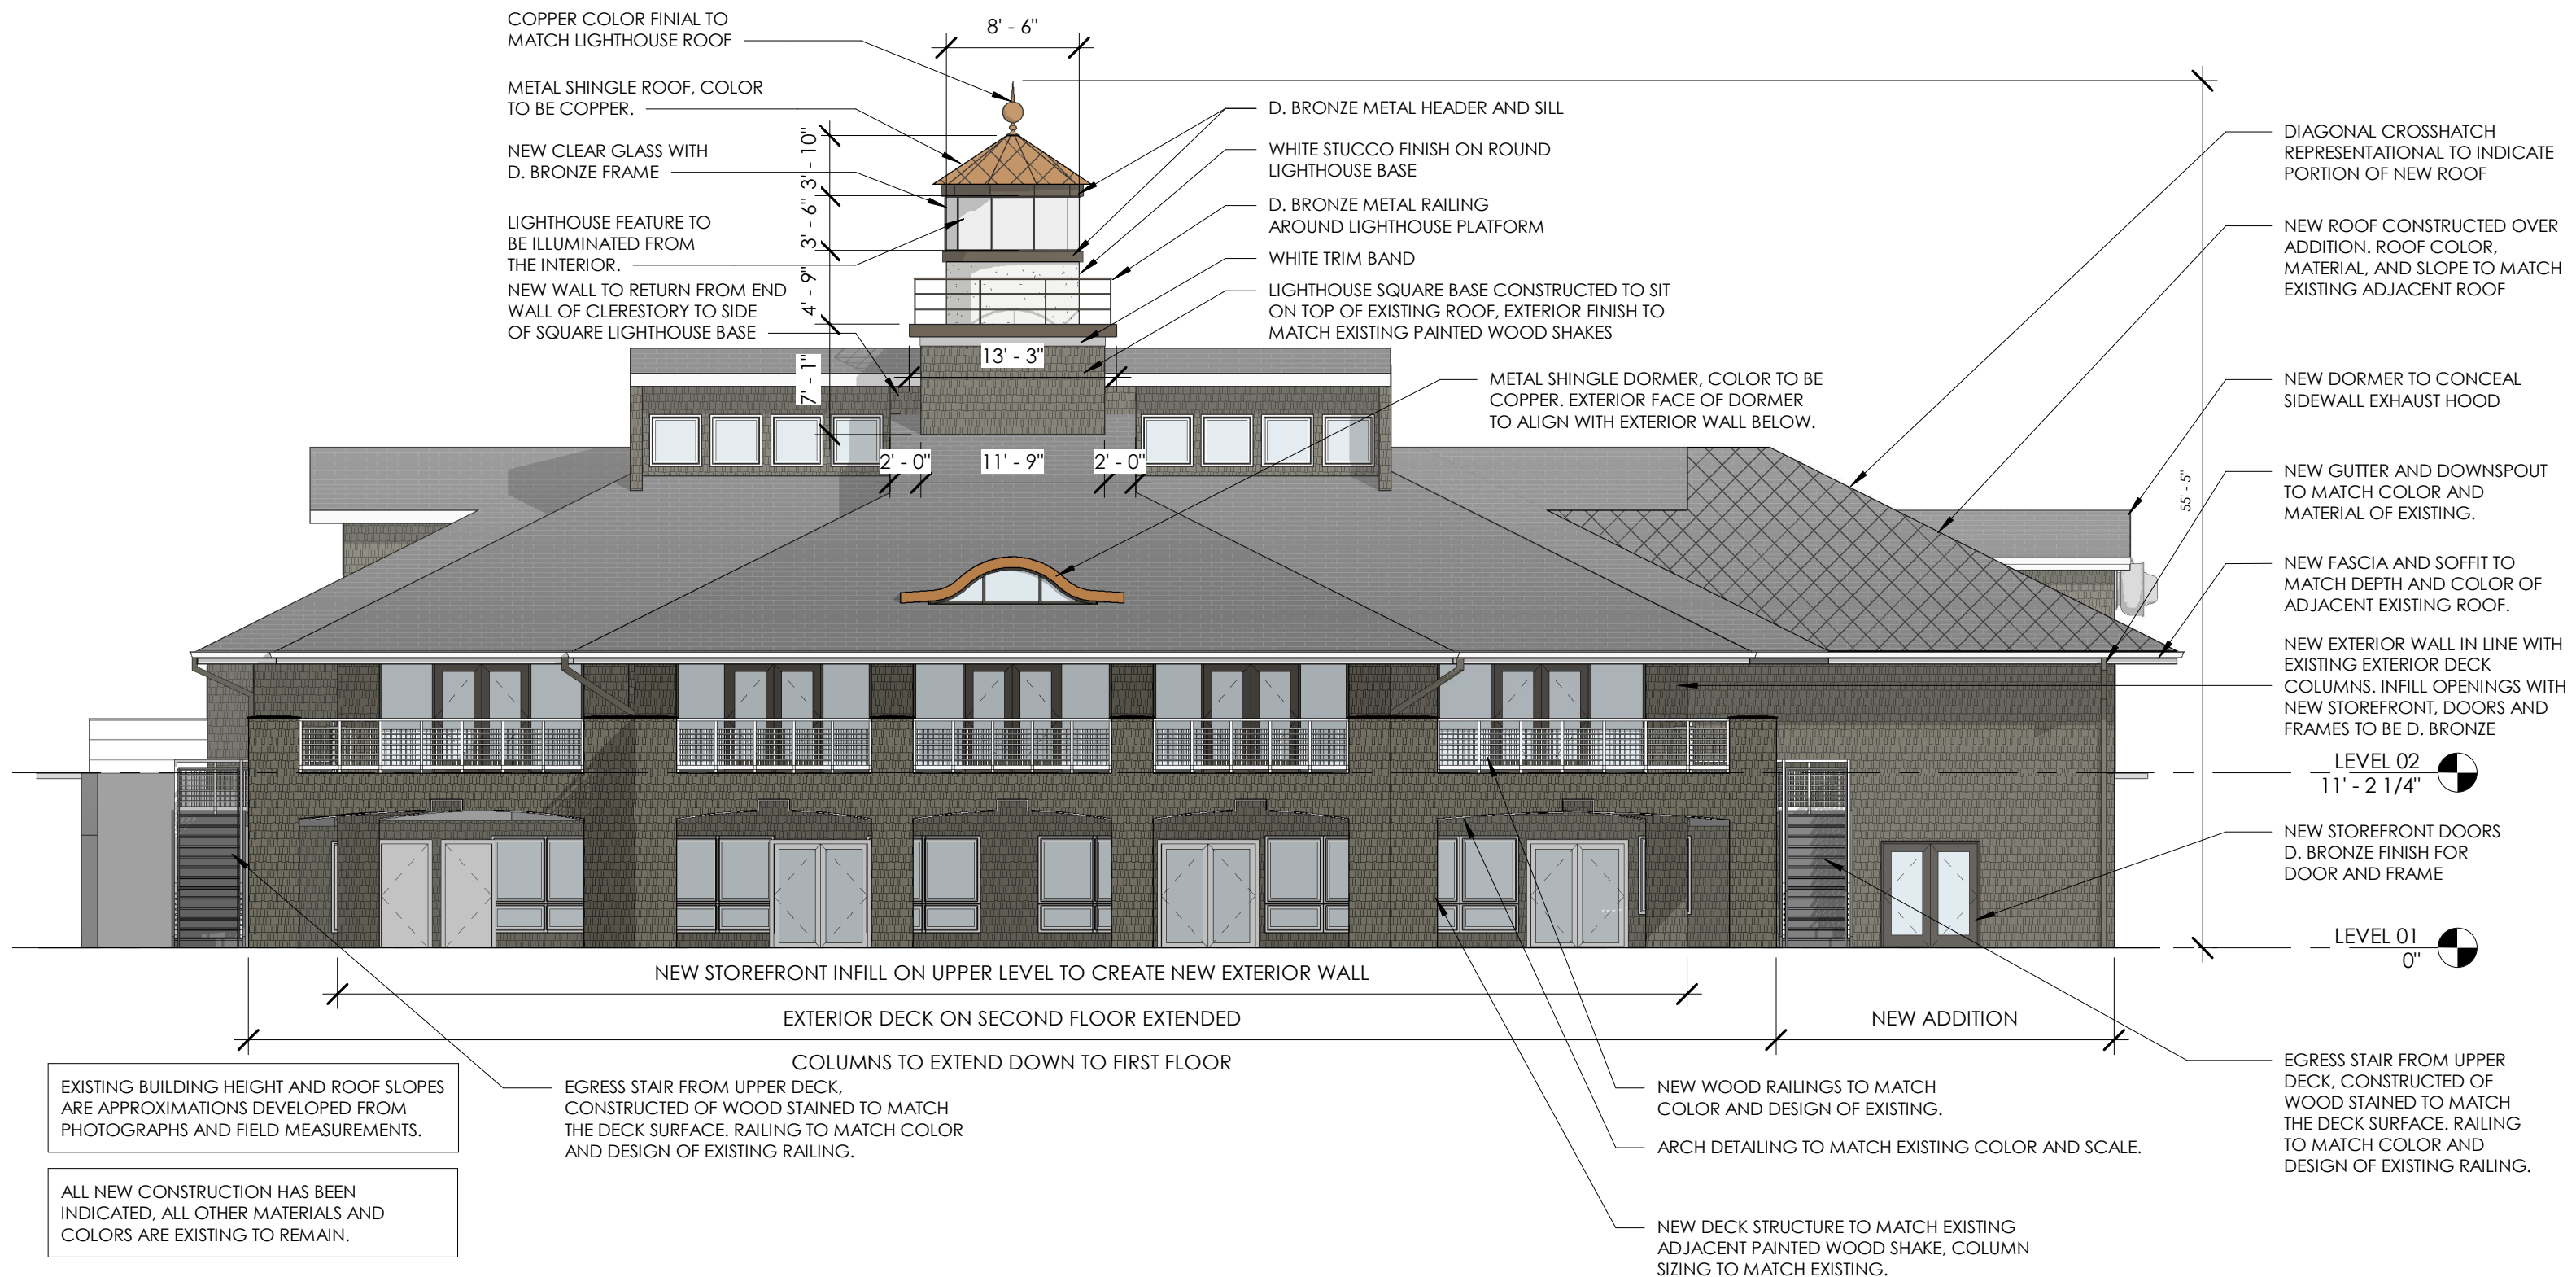 COPPER COLOR FINIAL TO
MATCH LIGHTHOUSE ROOF
METAL SHINGLE ROOF, COLOR
TO BE COPPER.
NEW CLEAR GLASS WITH
D. BRONZE FRAME
LIGHTHOUSE FEATURE TO
BE ILLUMINATED FROM
THE INTERIOR.
NEW WALL TO RETURN FROM END
WALL OF CLERESTORY TO SIDE
OF SQUARE LIGHTHOUSE BASE
8' - 6"
3' - 10"
3' - 6"
4' - 9"
7' - 1"
13' - 3"
2' - 0"
11' - 9"
2' - 0"
D. BRONZE METAL HEADER AND SILL
WHITE STUCCO FINISH ON ROUND
LIGHTHOUSE BASE
D. BRONZE METAL RAILING
AROUND LIGHTHOUSE PLATFORM
WHITE TRIM BAND
LIGHTHOUSE SQUARE BASE CONSTRUCTED TO SIT
ON TOP OF EXISTING ROOF, EXTERIOR FINISH TO
MATCH EXISTING PAINTED WOOD SHAKES
METAL SHINGLE DORMER, COLOR TO BE
COPPER. EXTERIOR FACE OF DORMER
TO ALIGN WITH EXTERIOR WALL BELOW.
55' - 5"
DIAGONAL CROSSHATCH
REPRESENTATIONAL TO INDICATE
PORTION OF NEW ROOF
NEW ROOF CONSTRUCTED OVER
ADDITION. ROOF COLOR,
MATERIAL, AND SLOPE TO MATCH
EXISTING ADJACENT ROOF
NEW DORMER TO CONCEAL
SIDEWALL EXHAUST HOOD
NEW GUTTER AND DOWNSPOUT
TO MATCH COLOR AND
MATERIAL OF EXISTING.
NEW FASCIA AND SOFFIT TO
MATCH DEPTH AND COLOR OF
ADJACENT EXISTING ROOF.
NEW EXTERIOR WALL IN LINE WITH
EXISTING EXTERIOR DECK
COLUMNS. INFILL OPENINGS WITH
NEW STOREFRONT, DOORS AND
FRAMES TO BE D. BRONZE
LEVEL 02
11' - 2 1/4"
NEW STOREFRONT DOORS
D. BRONZE FINISH FOR
DOOR AND FRAME
LEVEL 01
0"
NEW STOREFRONT INFILL ON UPPER LEVEL TO CREATE NEW EXTERIOR WALL
EXTERIOR DECK ON SECOND FLOOR EXTENDED
NEW ADDITION
COLUMNS TO EXTEND DOWN TO FIRST FLOOR
EXISTING BUILDING HEIGHT AND ROOF SLOPES
ARE APPROXIMATIONS DEVELOPED FROM
PHOTOGRAPHS AND FIELD MEASUREMENTS.
ALL NEW CONSTRUCTION HAS BEEN
INDICATED, ALL OTHER MATERIALS AND
COLORS ARE EXISTING TO REMAIN.
EGRESS STAIR FROM UPPER DECK,
CONSTRUCTED OF WOOD STAINED TO MATCH
THE DECK SURFACE. RAILING TO MATCH COLOR
AND DESIGN OF EXISTING RAILING.
NEW WOOD RAILINGS TO MATCH
COLOR AND DESIGN OF EXISTING.
ARCH DETAILING TO MATCH EXISTING COLOR AND SCALE.
NEW DECK STRUCTURE TO MATCH EXISTING
ADJACENT PAINTED WOOD SHAKE, COLUMN
SIZING TO MATCH EXISTING.
EGRESS STAIR FROM UPPER
DECK, CONSTRUCTED OF
WOOD STAINED TO MATCH
THE DECK SURFACE. RAILING
TO MATCH COLOR AND
DESIGN OF EXISTING RAILING.